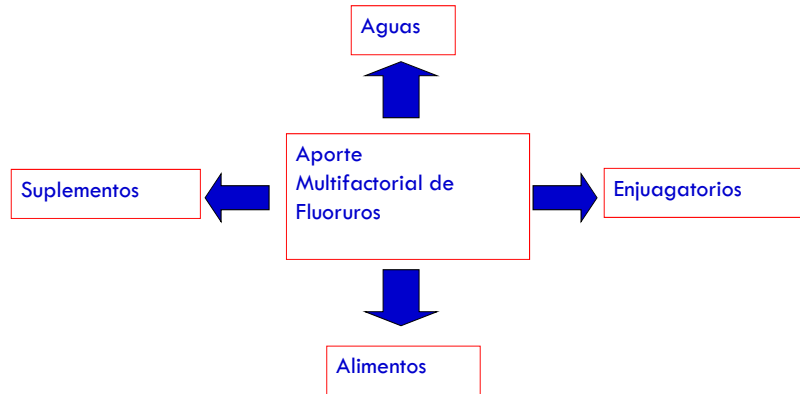 Aguas
Aporte
Multifactorial de
Fluoruros
Suplementos
Enjuagatorios
Alimentos